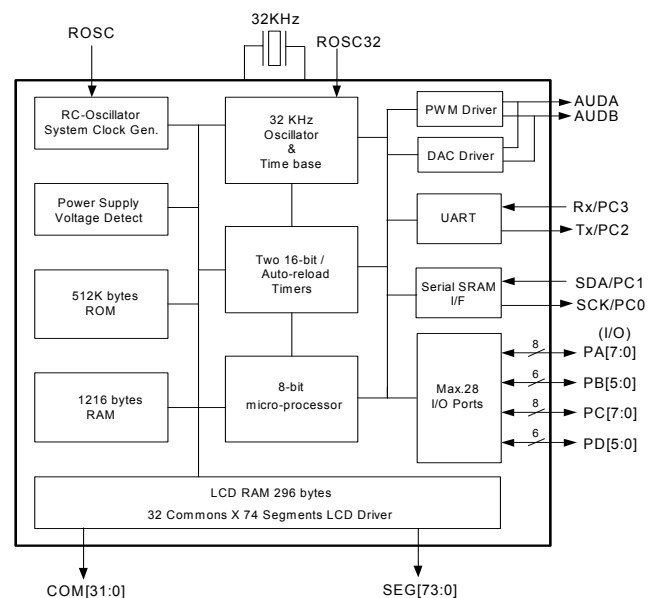 32KHz
ROSC
ROSC32
RC-Oscillator
System Clock Gen.
32 KHz
Oscillator
&
Time base
PWM Driver
AUDA
AUDB
DAC Driver
Power Supply
Voltage Detect
UART
Rx/PC3
Tx/PC2
Two 16-bit /
Auto-reload
Timers
512K bytes
ROM
Serial SRAM
I/F
SDA/PC1
SCK/PC0
(I/O)
8
PA[7:0]
6
PB[5:0]
8
PC[7:0]
6
PD[5:0]
Max.28
I/O Ports
1216 bytes
RAM
8-bit
micro-processor
LCD RAM 296 bytes
32 Commons X 74 Segments LCD Driver
COM[31:0]
SEG[73:0]